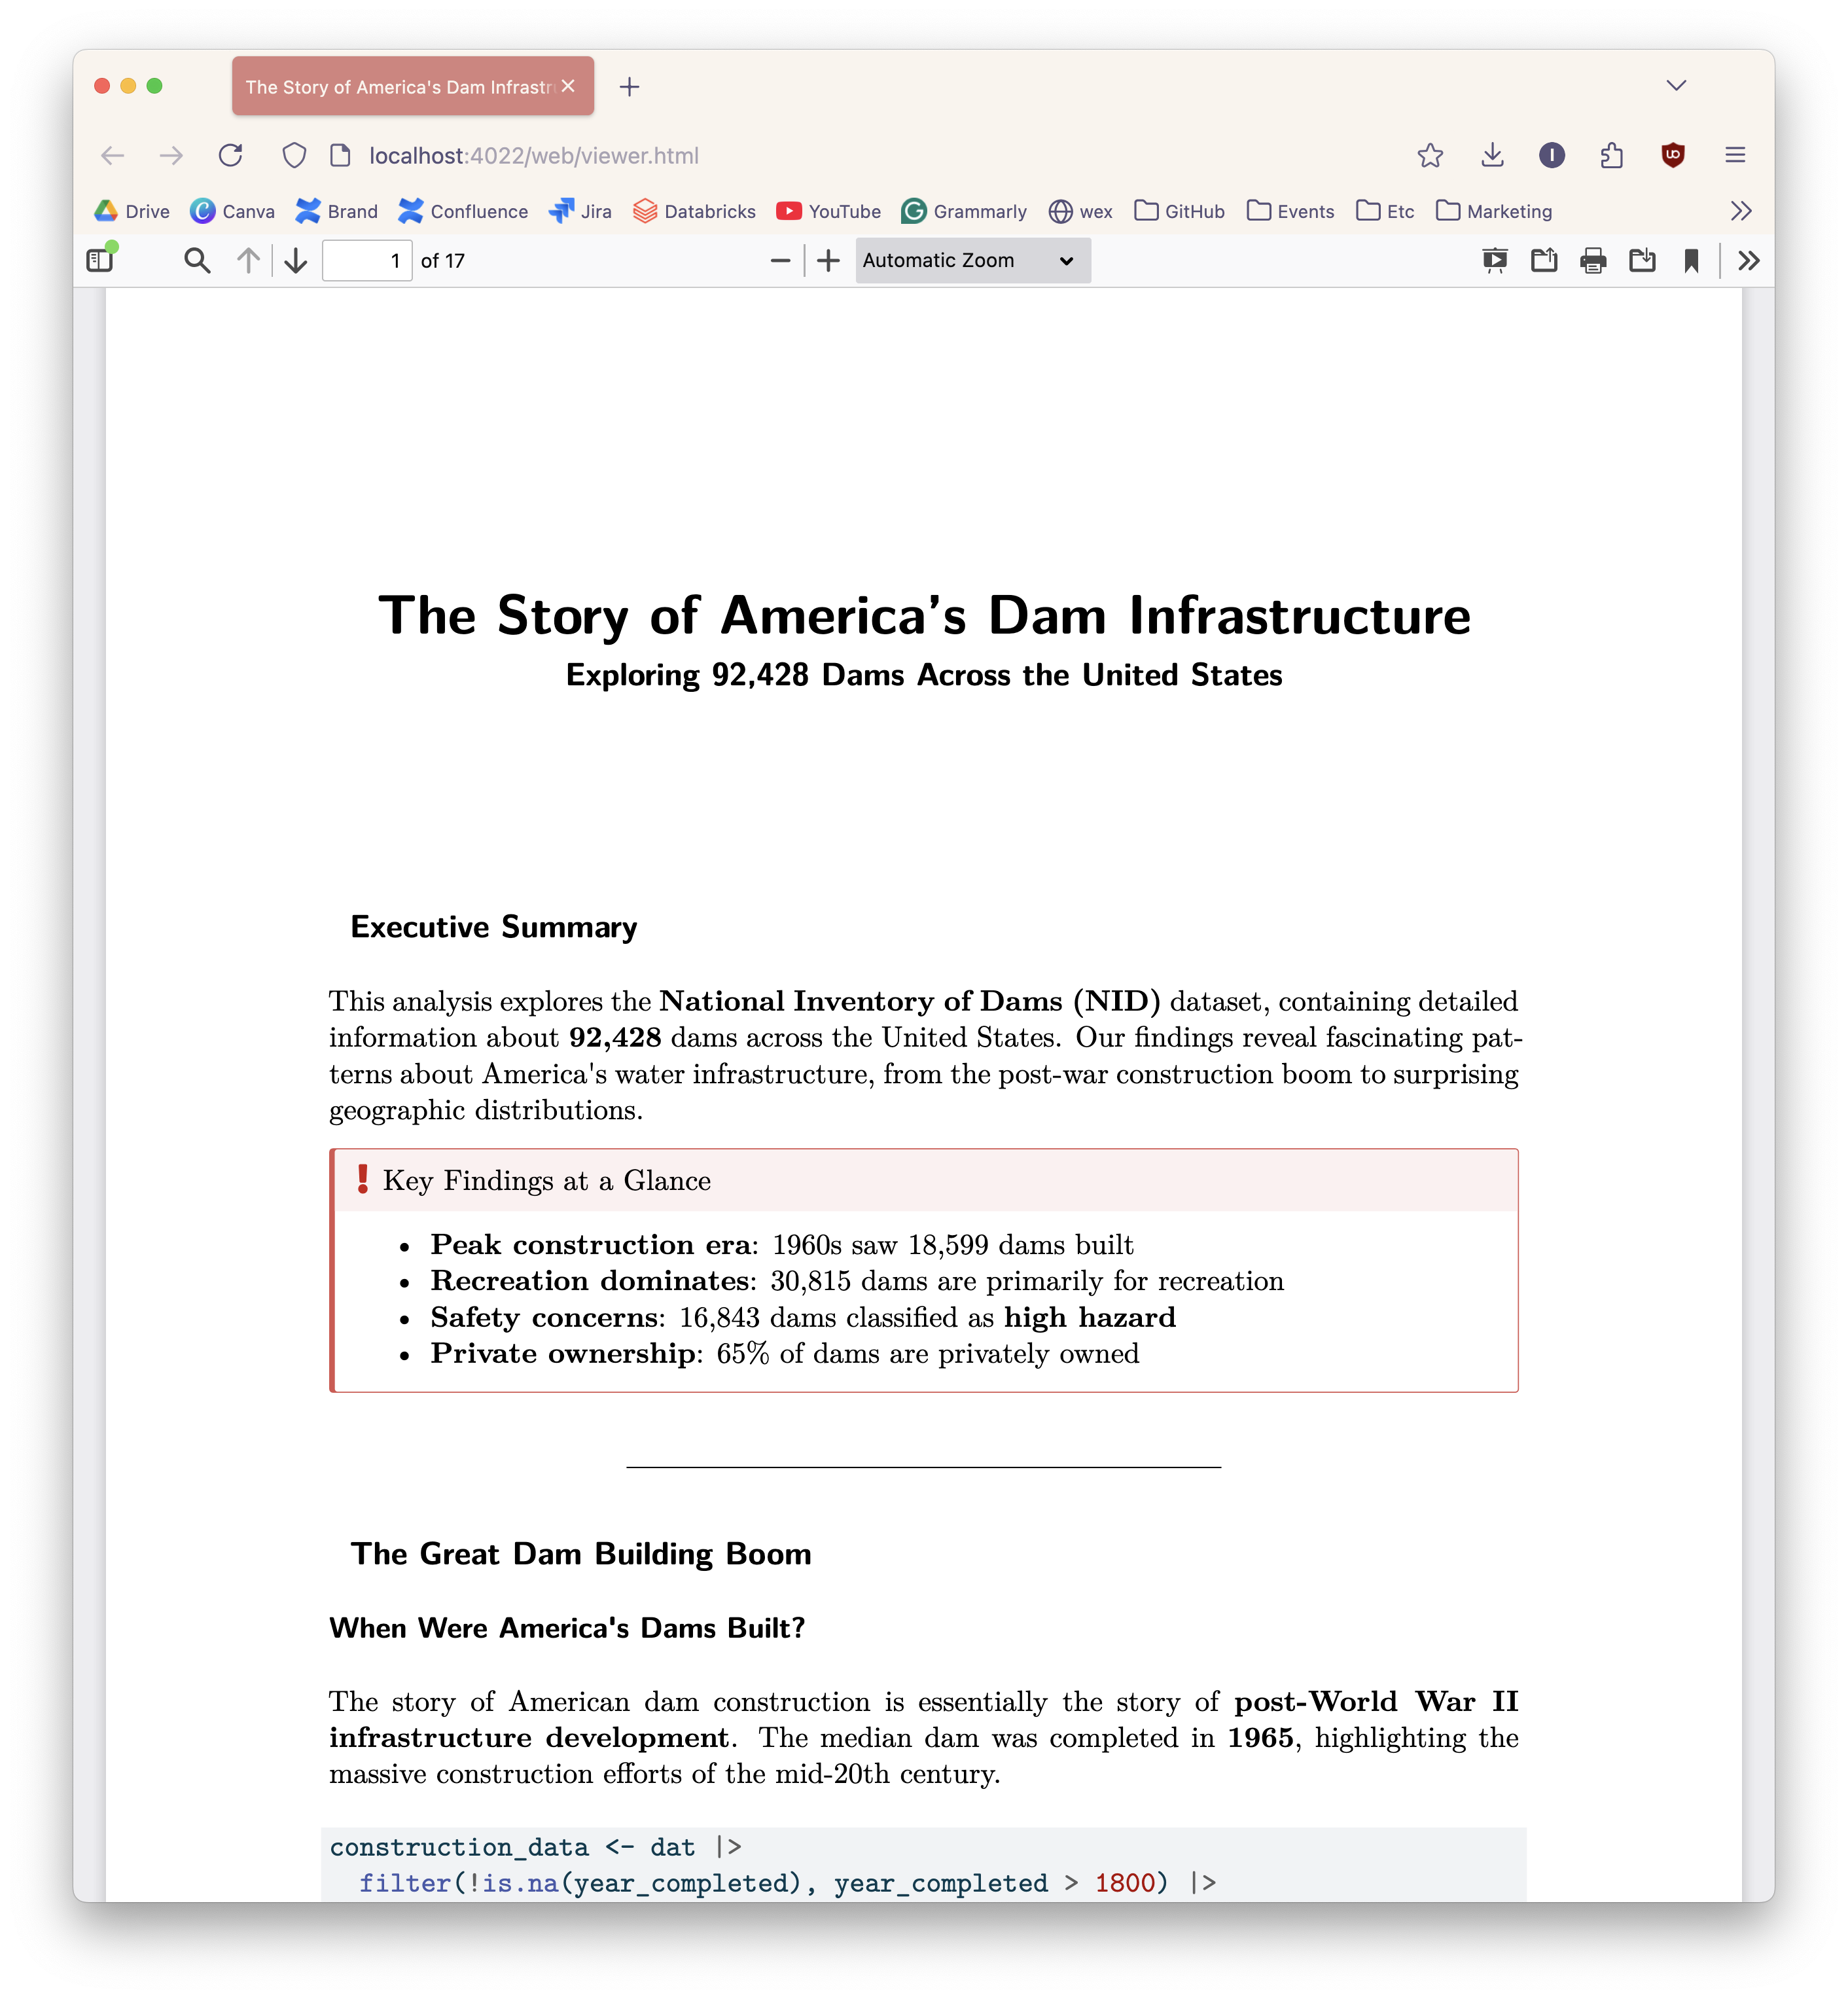 The Story of America's Dam Infrastr
localhost:4022/web/viewer.html
Drive Canva Brand Confluence Jira Databricks YouTube Grammarly wex GitHub Events Etc Marketing
1 of 17 Automatic Zoom
The Story of America's Dam Infrastructure
Exploring 92,428 Dams Across the United States
Executive Summary
This analysis explores the National Inventory of Dams (NID) dataset, containing detailed
information about 92,428 dams across the United States. Our findings reveal fascinating pat-
terns about America's water infrastructure, from the post-war construction boom to surprising
geographic distributions.
Key Findings at a Glance
• Peak construction era: 1960s saw 18,599 dams built
• Recreation dominates: 30,815 dams are primarily for recreation
• Safety concerns: 16,843 dams classified as high hazard
• Private ownership: 65% of dams are privately owned
The Great Dam Building Boom
When Were America's Dams Built?
The story of American dam construction is essentially the story of post-World War II
infrastructure development. The median dam was completed in 1965, highlighting the
massive construction efforts of the mid-20th century.
construction_data <- dat |>
filter(!is.na(year_completed), year_completed > 1800) |>